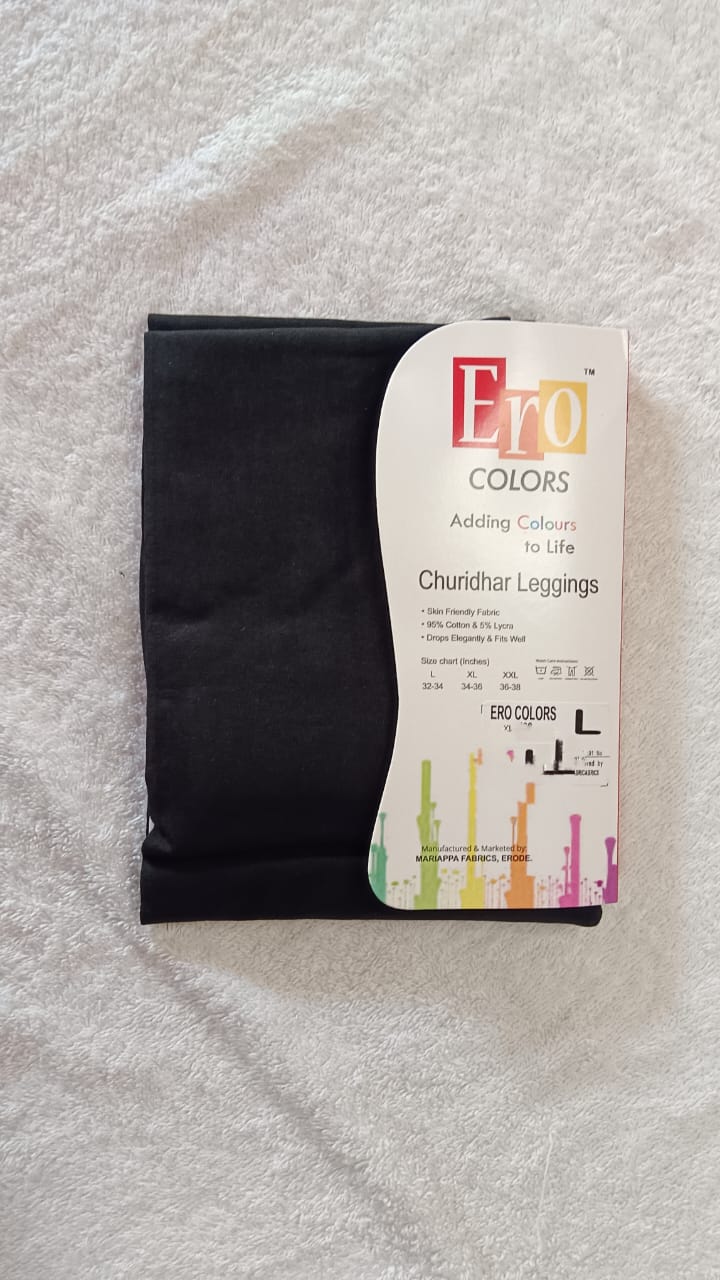 Ero TM
COLORS
Adding Colours
to Life
Churidhar Leggings
• Skin Friendly Fabric
• 95% Cotton & 5% Lycra
• Drops Elegantly & Fits Well
Size chart (Inches)
L XL XXL
32-34 34-36 36-38
ERO COLORS
L
XL
L
Manufactured & Marketed by:
MARIAPPA FABRICS, ERODE.